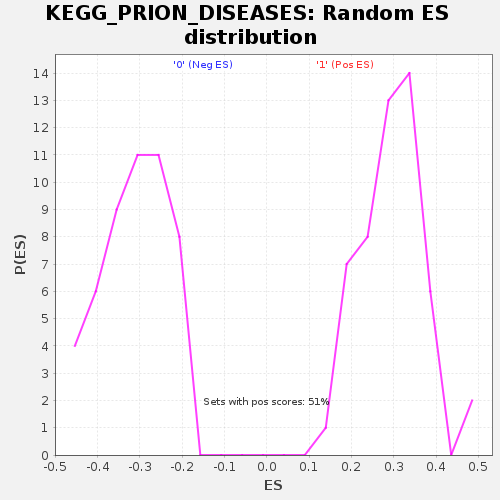 KEGG_PRION_DISEASES: Random ES
distribution
'0' (Neg ES)
'1' (Pos ES)
14
13
12
11
10
9
8
7
6
5
4
3
2
1
0
P(ES)
Sets with pos scores: 51%
-0.5 -0.4 -0.3 -0.2 -0.1 0.0 0.1 0.2 0.3 0.4 0.5
ES